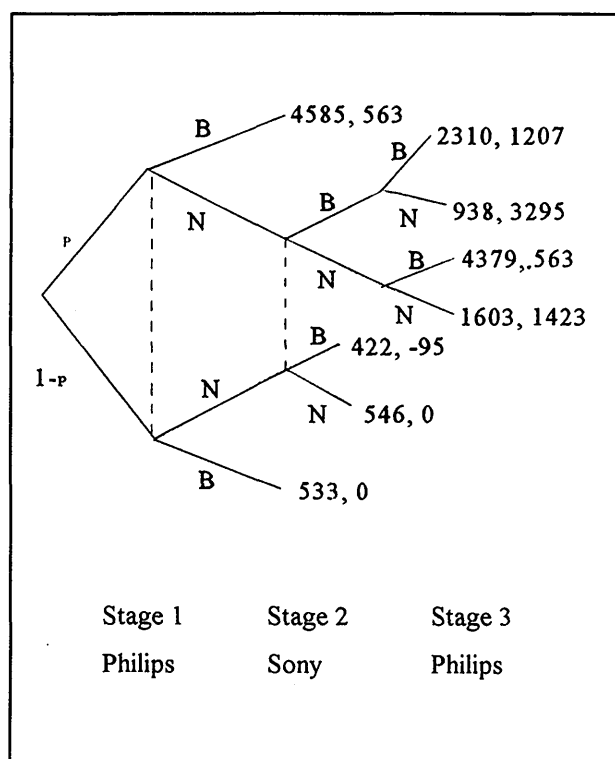 B
4585, 563
B
2310, 1207
P
N
B
N
938, 3295
N
B
4379,.563
N
1603, 1423
1-P
B
422, -95
N
N
546, 0
B
533, 0
Stage 1 Stage 2 Stage 3
Philips Sony Philips